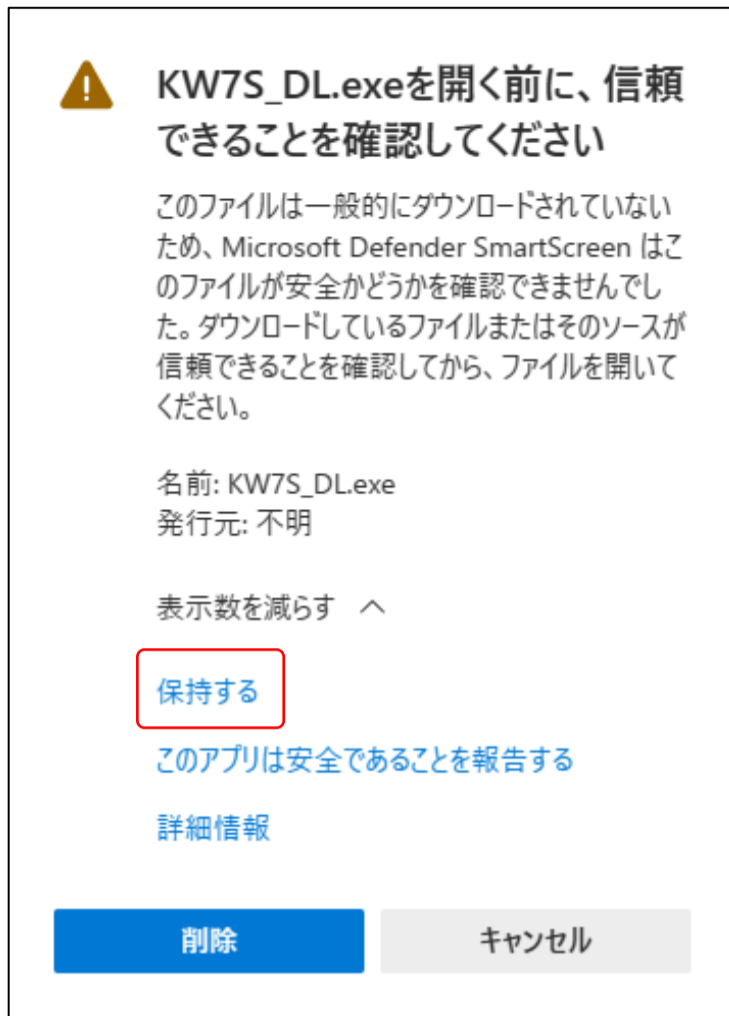 KW7S_DL.exeを開く前に、信頼
できることを確認してください
このファイルは一般的にダウンロードされていない
ため、Microsoft Defender SmartScreen はこ
のファイルが安全かどうかを確認できませんでし
た。ダウンロードしているファイルまたはそのソースが
信頼できることを確認してから、ファイルを開いて
ください。
名前: KW7S_DL.exe
発行元: 不明
表示数を減らす
保持する
このアプリは安全であることを報告する
詳細情報
削除
キャンセル